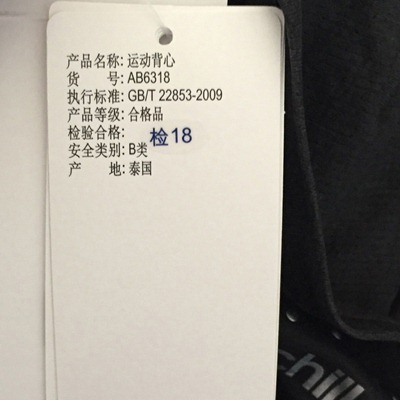 产品名称: 运动背心
货 号: AB6318
执行标准: GB/T 22853-2009
产品等级: 合格品
检验合格: 检18
安全类别: B类
产 地: 泰国
chill